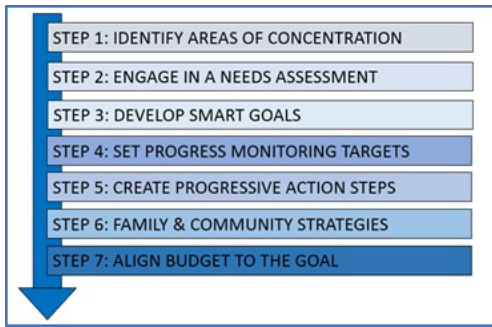 STEP 1: IDENTIFY AREAS OF CONCENTRATION
STEP 2: ENGAGE IN A NEEDS ASSESSMENT
STEP 3: DEVELOP SMART GOALS
STEP 4: SET PROGRESS MONITORING TARGETS
STEP 5: CREATE PROGRESSIVE ACTION STEPS
STEP 6: FAMILY & COMMUNITY STRATEGIES
STEP 7: ALIGN BUDGET TO THE GOAL